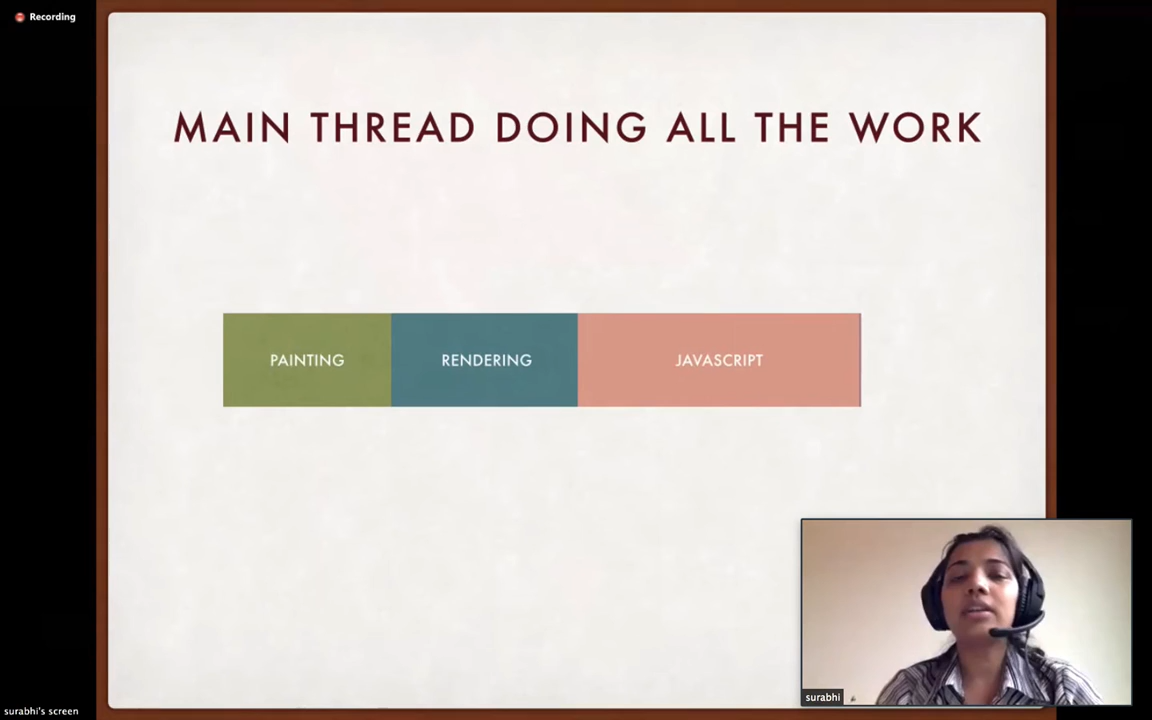 Recording
MAIN THREAD DOING ALL THE WORK
PAINTING RENDERING JAVASCRIPT
surabhi
surabhi's screen